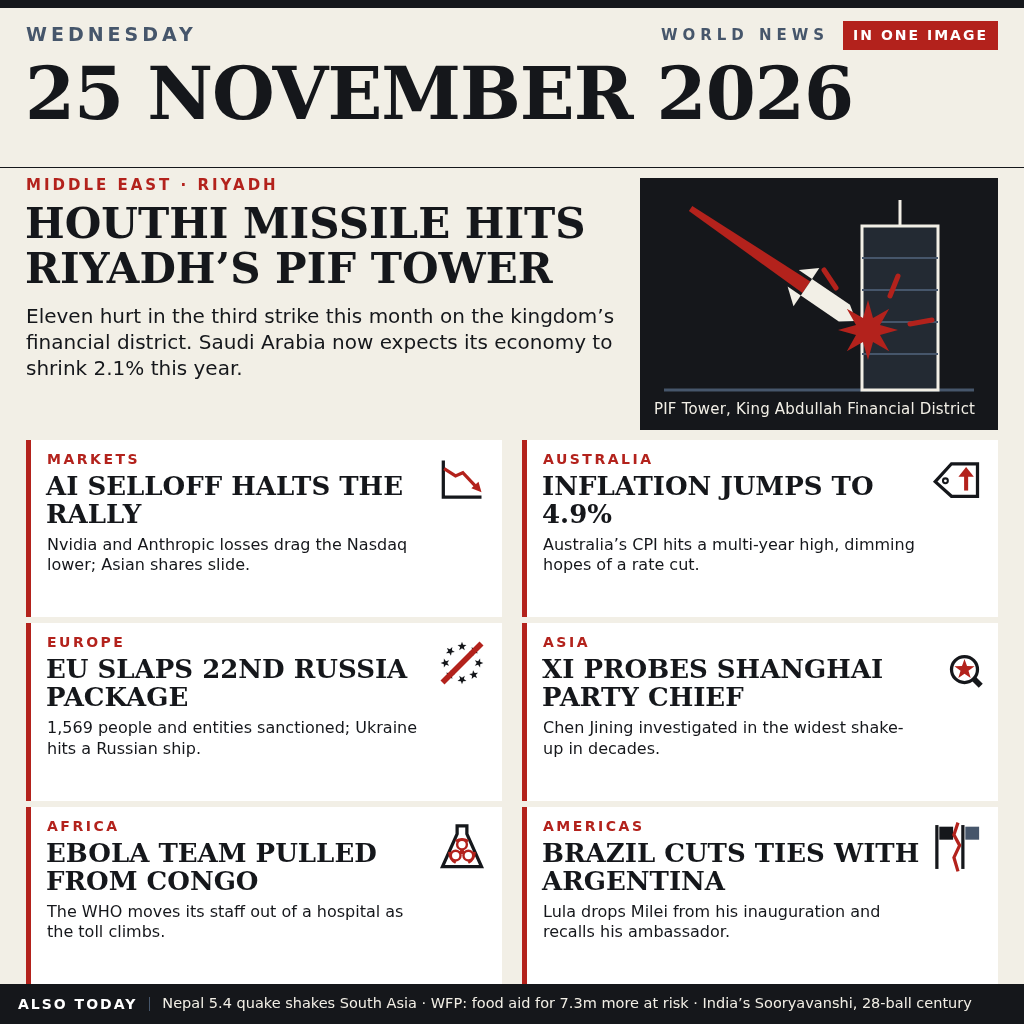 WEDNESDAY
WORLD NEWS
IN ONE IMAGE
25 NOVEMBER 2026
MIDDLE EAST · RIYADH
HOUTHI MISSILE HITS
RIYADH’S PIF TOWER
Eleven hurt in the third strike this month on the kingdom’s
financial district. Saudi Arabia now expects its economy to
shrink 2.1% this year.
PIF Tower, King Abdullah Financial District
MARKETS
AI SELLOFF HALTS THE
RALLY
Nvidia and Anthropic losses drag the Nasdaq
lower; Asian shares slide.
AUSTRALIA
INFLATION JUMPS TO
4.9%
Australia’s CPI hits a multi-year high, dimming
hopes of a rate cut.
EUROPE
EU SLAPS 22ND RUSSIA
PACKAGE
1,569 people and entities sanctioned; Ukraine
hits a Russian ship.
ASIA
XI PROBES SHANGHAI
PARTY CHIEF
Chen Jining investigated in the widest shake-
up in decades.
AFRICA
EBOLA TEAM PULLED
FROM CONGO
The WHO moves its staff out of a hospital as
the toll climbs.
AMERICAS
BRAZIL CUTS TIES WITH
ARGENTINA
Lula drops Milei from his inauguration and
recalls his ambassador.
ALSO TODAY
Nepal 5.4 quake shakes South Asia · WFP: food aid for 7.3m more at risk · India’s Sooryavanshi, 28-ball century